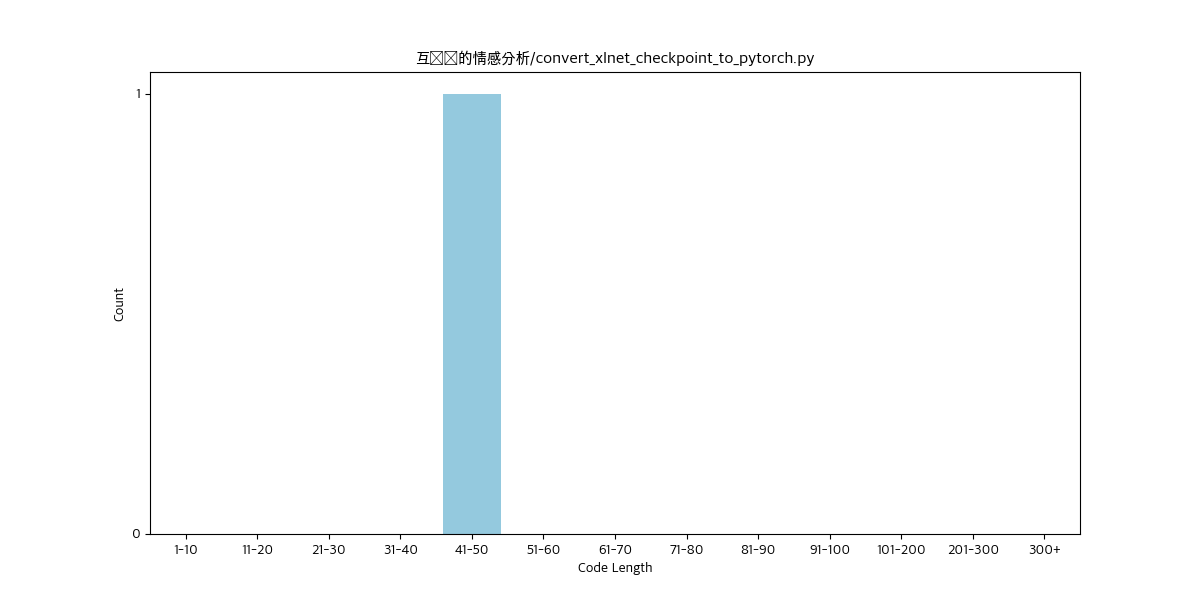 互☒☒的情感分析/convert_xlnet_checkpoint_to_pytorch.py
1
0
Count
1-10 11-20 21-30 31-40 41-50 51-60 61-70 71-80 81-90 91-100 101-200 201-300 300+
Code Length